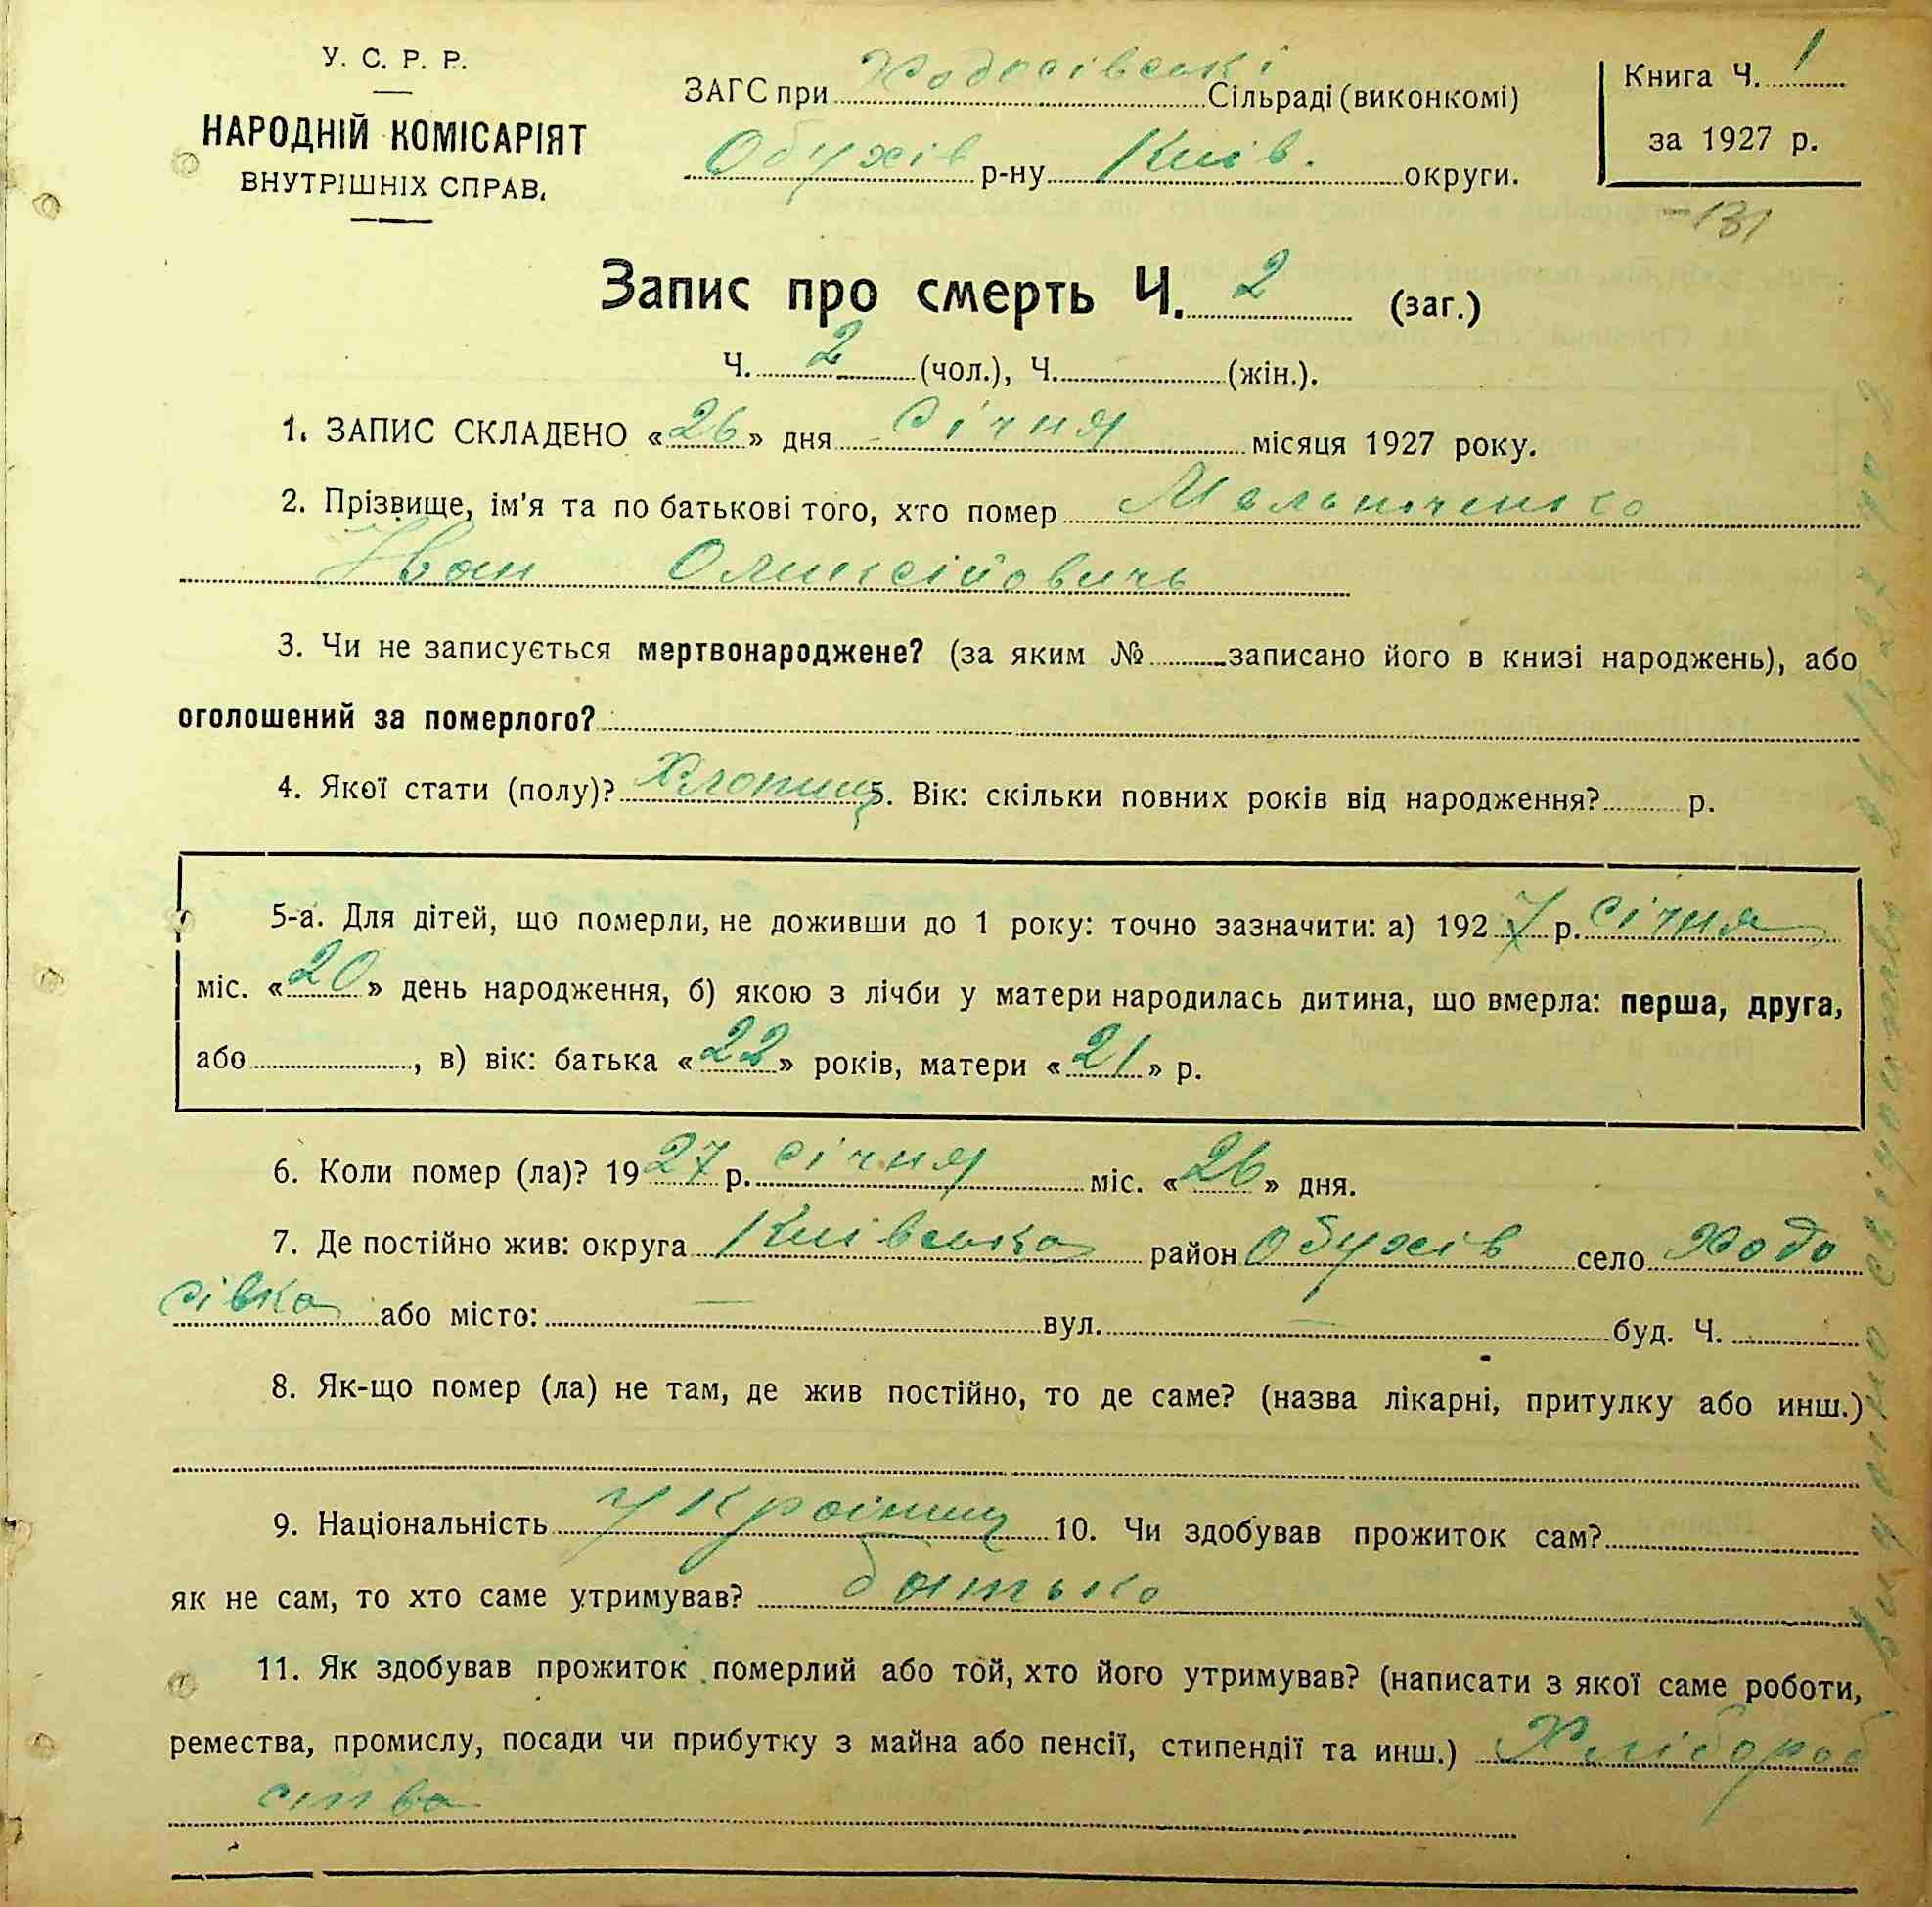 У. С. Р. Р.
НАРОДНІЙ КОМІСАРІЯТ
ВНУТРІШНІХ СПРАВ.
ЗАГС при Ходосівські Сільраді (виконкомі)
Обухів р-ну Київ. округи.
Книга Ч. 1
за 1927 р.
131
Запис про смерть Ч. 2 (заг.)
Ч. 2 (чол.), Ч. (жін.).
1. ЗАПИС СКЛАДЕНО «26» дня січня місяця 1927 року.
2. Прізвище, ім'я та по батькові того, хто помер Мельниченко
Иван Олексійовичь
3. Чи не записується мертвонароджене? (за яким № записано його в книзі народжень), або
оголошений за померлого?
4. Якої стати (полу)? Хлопець 5. Вік: скільки повних років від народження? р.
5-а. Для дітей, що померли, не доживши до 1 року: точно зазначити: а) 1927 р. січня
міс. «20» день народження, б) якою з лічби у матери народилась дитина, що вмерла: перша, друга,
або , в) вік: батька «22» років, матери «21» р.
6. Коли помер (ла)? 1927 р. січня міс. «26» дня.
7. Де постійно жив: округа Київська район Обухів село Ходо
сівка або місто: — вул. — буд. Ч.
8. Як-що помер (ла) не там, де жив постійно, то де саме? (назва лікарні, притулку або инш.)
9. Національність Україниц 10. Чи здобував прожиток сам?
як не сам, то хто саме утримував? батько
11. Як здобував прожиток померлий або той, хто його утримував? (написати з якої саме роботи,
ремества, промислу, посади чи прибутку з майна або пенсії, стипендії та инш.) Хлібороб
ства